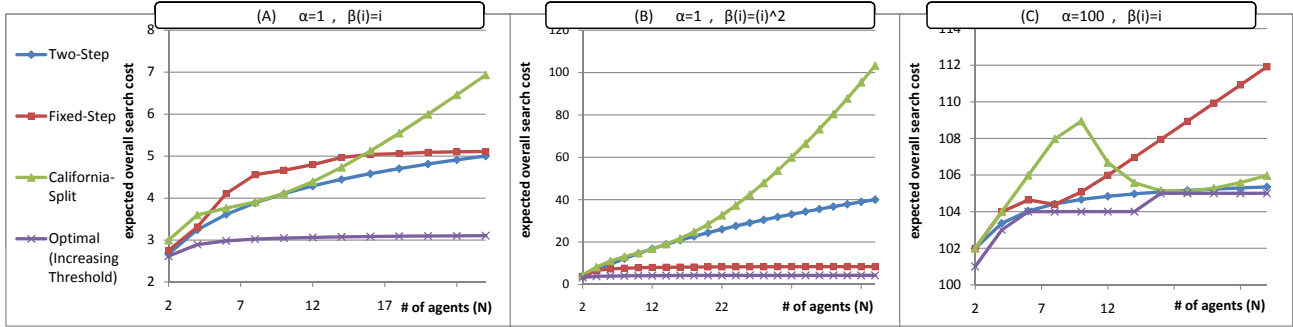 (A) α=1 , β(i)=i
(B) α=1 , β(i)=(i)^2
(C) α=100 , β(i)=i
Two-Step
Fixed-Step
California-
Split
Optimal
(Increasing
Threshold)
expected overall search cost
8
7
6
5
4
3
2
2
7
12
17
# of agents (N)
expected overall search cost
120
100
80
60
40
20
0
2
12
22
# of agents (N)
expected overall search cost
112
110
108
106
104
102
100
2
7
12
# of agents (N)